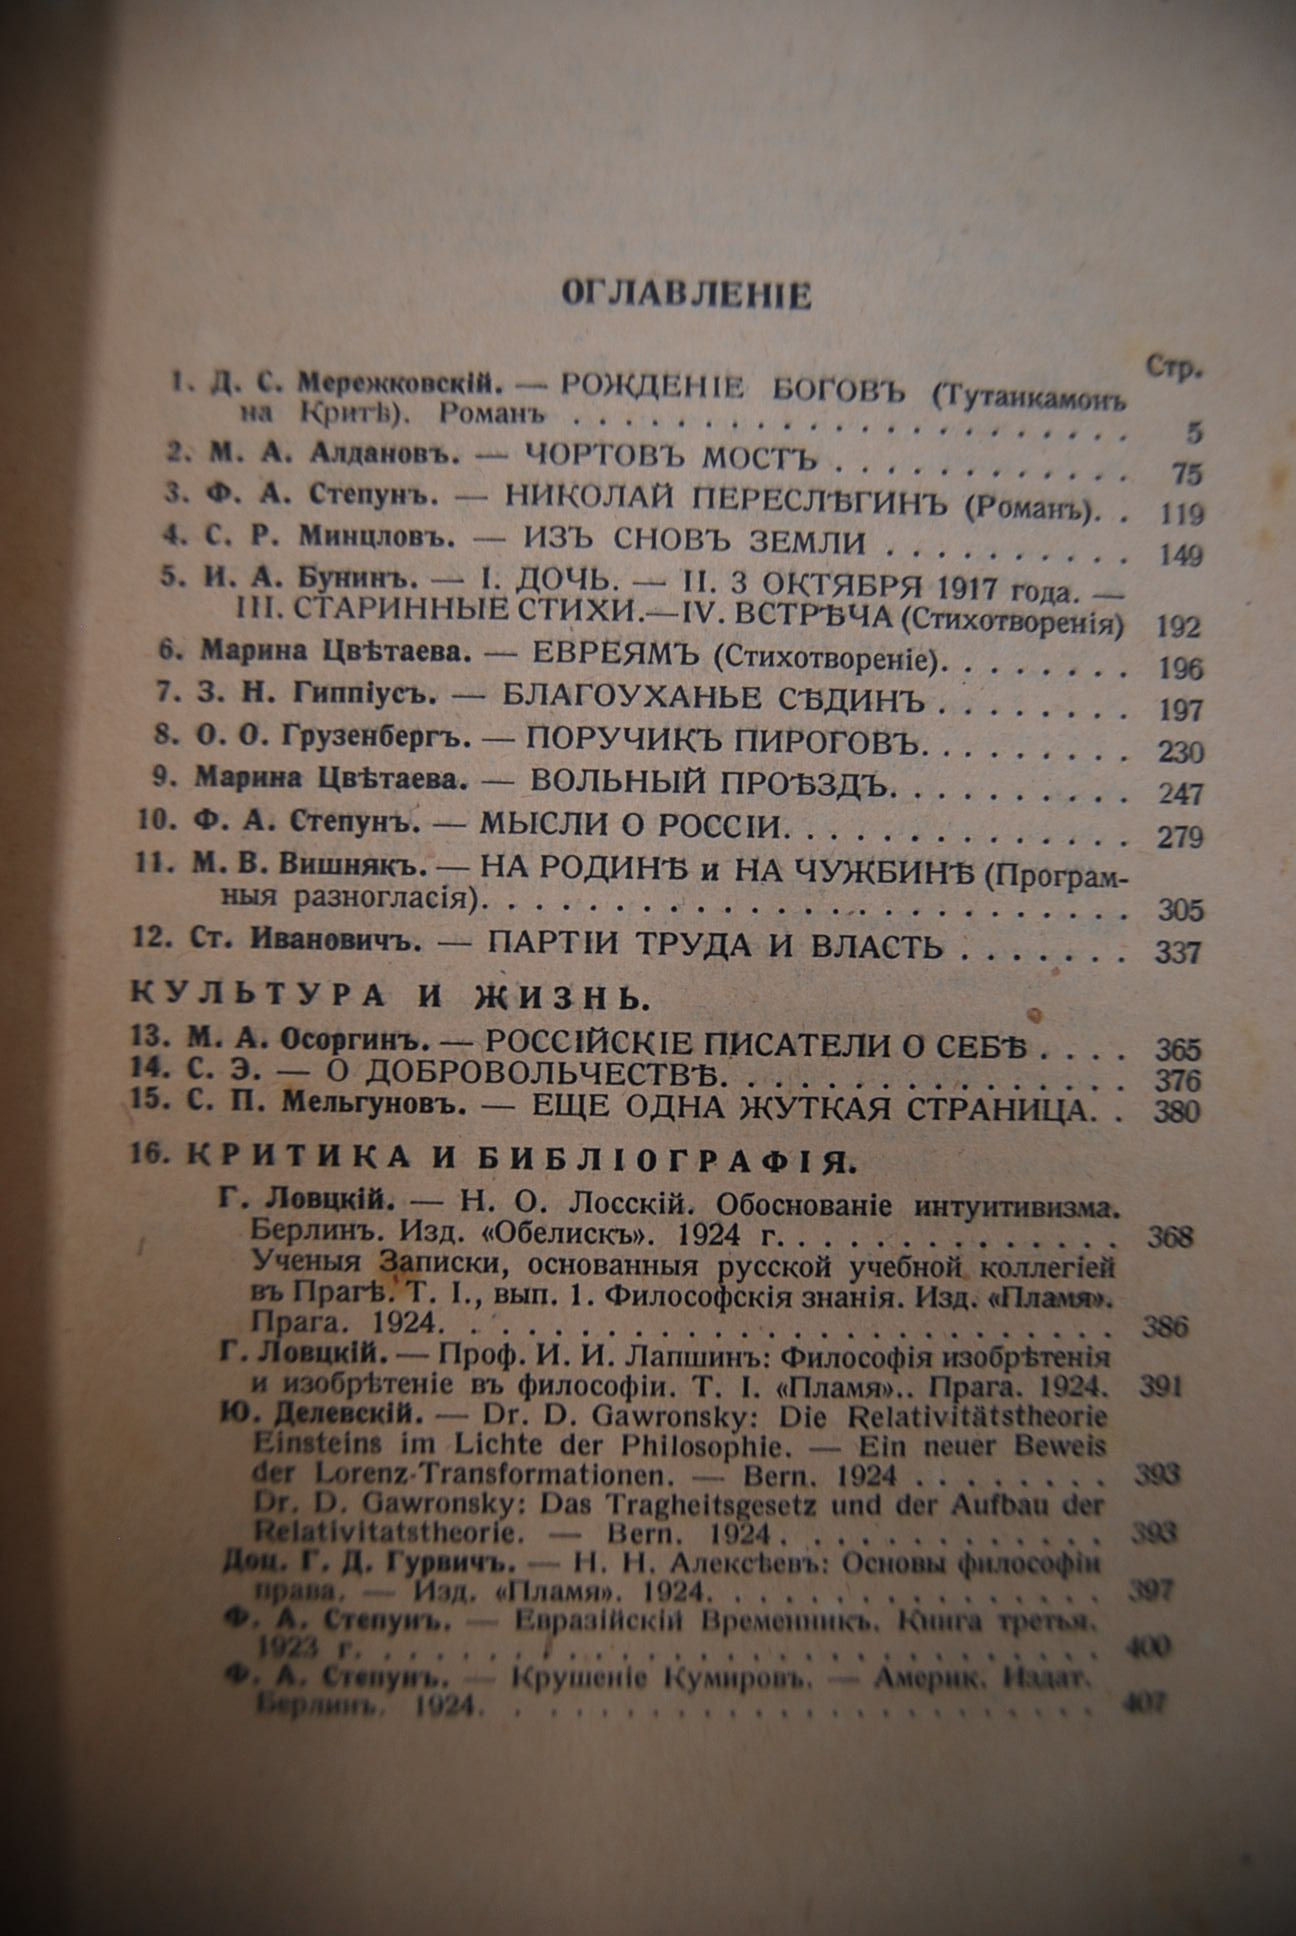 ОГЛАВЛЕНІЕ
Стр.
1. Д. С. Мережковскій. — РОЖДЕНІЕ БОГОВЪ (Тутанкамонъ
на Критѣ). Романъ . . . . . . . . . . . . . . . . . . . . . . 5
2. М. А. Алдановъ. — ЧОРТОВЪ МОСТЪ . . . . . . . . . . . 75
3. Ф. А. Степунъ. — НИКОЛАЙ ПЕРЕСЛѢГИНЪ (Романъ). . 119
4. С. Р. Минцловъ. — ИЗЪ СНОВЪ ЗЕМЛИ . . . . . . . . . . 149
5. И. А. Бунинъ. — I. ДОЧЬ. — II. 3 ОКТЯБРЯ 1917 года. —
III. СТАРИННЫЕ СТИХИ.—IV. ВСТРѢЧА (Стихотворенія) 192
6. Марина Цвѣтаева. — ЕВРЕЯМЪ (Стихотвореніе). . . . . . . . 196
7. З. Н. Гиппіусъ. — БЛАГОУХАНЬЕ СѢДИНЪ . . . . . . . . 197
8. О. О. Грузенбергъ. — ПОРУЧИКЪ ПИРОГОВЪ. . . . . . . . . 230
9. Марина Цвѣтаева. — ВОЛЬНЫЙ ПРОѢЗДЪ. . . . . . . . . . 247
10. Ф. А. Степунъ. — МЫСЛИ О РОССІИ. . . . . . . . . . . . . . 279
11. М. В. Вишнякъ. — НА РОДИНѢ и НА ЧУЖБИНѢ (Програм-
ныя разногласія). . . . . . . . . . . . . . . . . . . . . . . . 305
12. Ст. Ивановичъ. — ПАРТІИ ТРУДА И ВЛАСТЬ . . . . . . . 337
КУЛЬТУРА И ЖИЗНЬ.
13. М. А. Осоргинъ. — РОССІЙСКІЕ ПИСАТЕЛИ О СЕБѢ . . . . 365
14. С. Э. — О ДОБРОВОЛЬЧЕСТВѢ. . . . . . . . . . . . . . . . 376
15. С. П. Мельгуновъ. — ЕЩЕ ОДНА ЖУТКАЯ СТРАНИЦА. . 380
16. КРИТИКА И БИБЛІОГРАФІЯ.
Г. Ловцкій. — Н. О. Лосскій. Обоснованіе интуитивизма.
Берлинъ. Изд. «Обелискъ». 1924 г. . . . . . . . . . . . . . . 368
Ученыя Записки, основанныя русской учебной коллегіей
въ Прагѣ. Т. I., вып. 1. Философскія знанія. Изд. «Пламя».
Прага. 1924. . . . . . . . . . . . . . . . . . . . . . . 386
Г. Ловцкій. — Проф. И. И. Лапшинъ: Философія изобрѣтенія
и изобрѣтеніе въ философіи. Т. I. «Пламя».. Прага. 1924. 391
Ю. Делевскій. — Dr. D. Gawronsky: Die Relativitätstheorie
Einsteins im Lichte der Philosophie. — Ein neuer Beweis
der Lorenz-Transformationen. — Bern. 1924 . . . . . . . . 393
Dr. D. Gawronsky: Das Tragheitsgesetz und der Aufbau der
Relativitatstheorie. — Bern. 1924 . . . . . . . . . . . . . 393
Доц. Г. Д. Гурвичъ. — Н. Н. Алексѣевъ: Основы философіи
права. — Изд. «Пламя». 1924. . . . . . . . . . . . . . . . 397
Ф. А. Степунъ. — Евразійскій Временникъ. Книга третья.
1923 г. . . . . . . . . . . . . . . . . . . . . . . . . . . . 400
Ф. А. Степунъ. — Крушеніе Кумировъ. — Америк. Издат.
Берлинъ. 1924. . . . . . . . . . . . . . . . . . . . . . 407